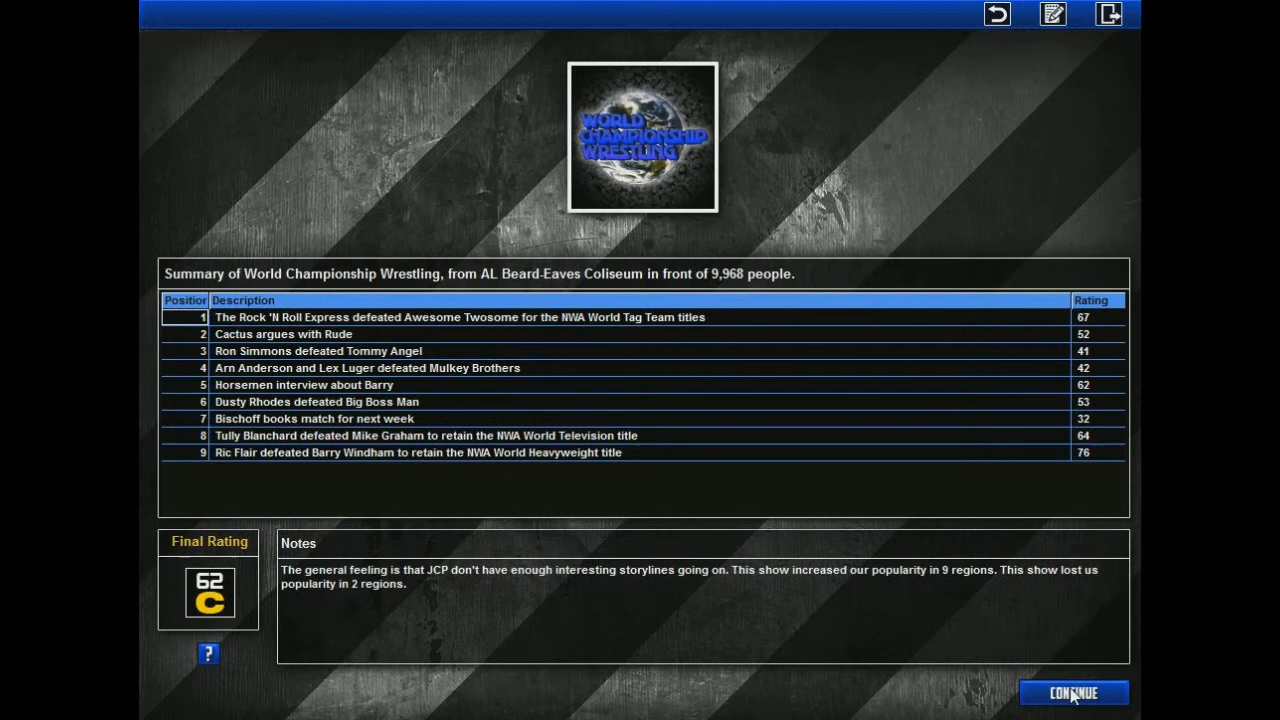 WORLD
CHAMPIONSHIP
WRESTLING
Summary of World Championship Wrestling, from AL Beard-Eaves Coliseum in front of 9,968 people.
Position Description Rating
1 The Rock 'N Roll Express defeated Awesome Twosome for the NWA World Tag Team titles 67
2 Cactus argues with Rude 52
3 Ron Simmons defeated Tommy Angel 41
4 Arn Anderson and Lex Luger defeated Mulkey Brothers 42
5 Horsemen interview about Barry 62
6 Dusty Rhodes defeated Big Boss Man 53
7 Bischoff books match for next week 32
8 Tully Blanchard defeated Mike Graham to retain the NWA World Television title 64
9 Ric Flair defeated Barry Windham to retain the NWA World Heavyweight title 76
Final Rating
62
C
?
Notes
The general feeling is that JCP don't have enough interesting storylines going on. This show increased our popularity in 9 regions. This show lost us
popularity in 2 regions.
CONTINUE